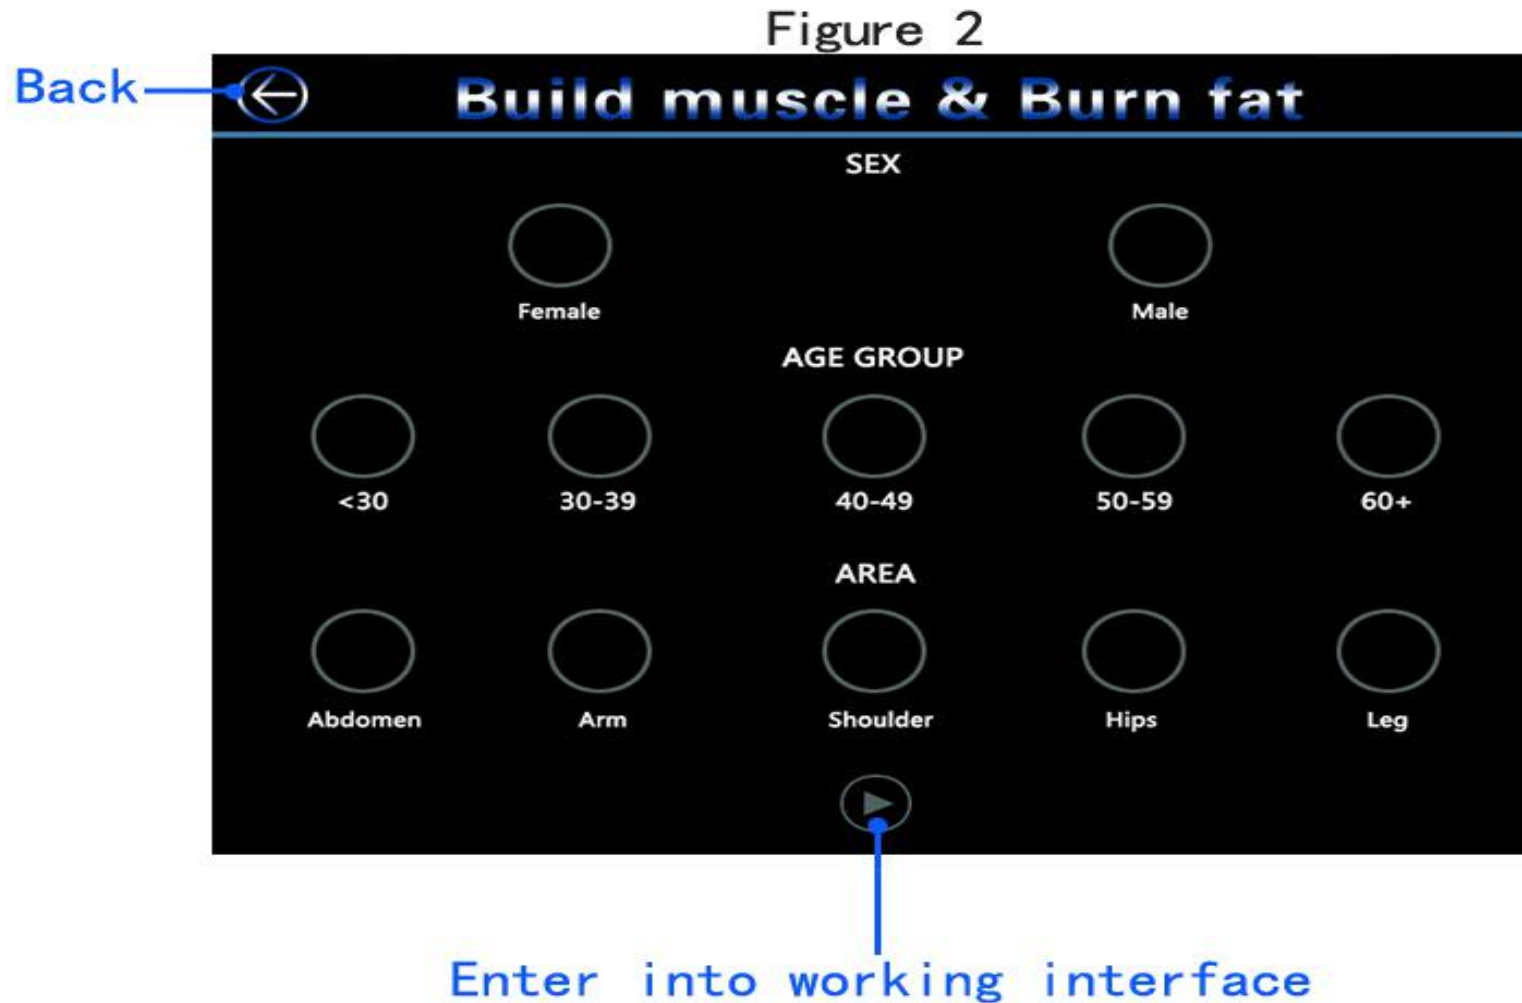 Figure 2
Back
Build muscle & Burn fat
SEX
Female Male
AGE GROUP
<30 30-39 40-49 50-59 60+
AREA
Abdomen Arm Shoulder Hips Leg
Enter into working interface